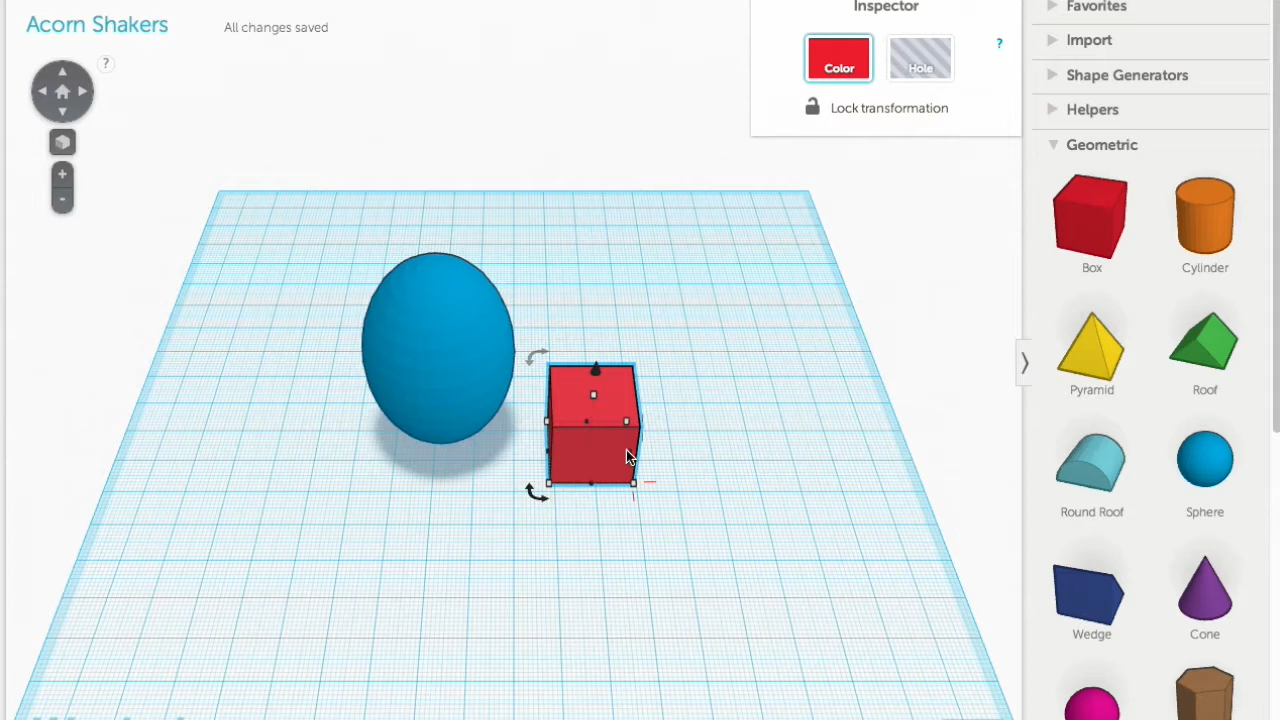 Acorn Shakers
All changes saved
?
+
-
Inspector
Color
Hole
?
Lock transformation
Favorites
Import
Shape Generators
Helpers
Geometric
Box
Cylinder
Pyramid
Roof
Round Roof
Sphere
Wedge
Cone